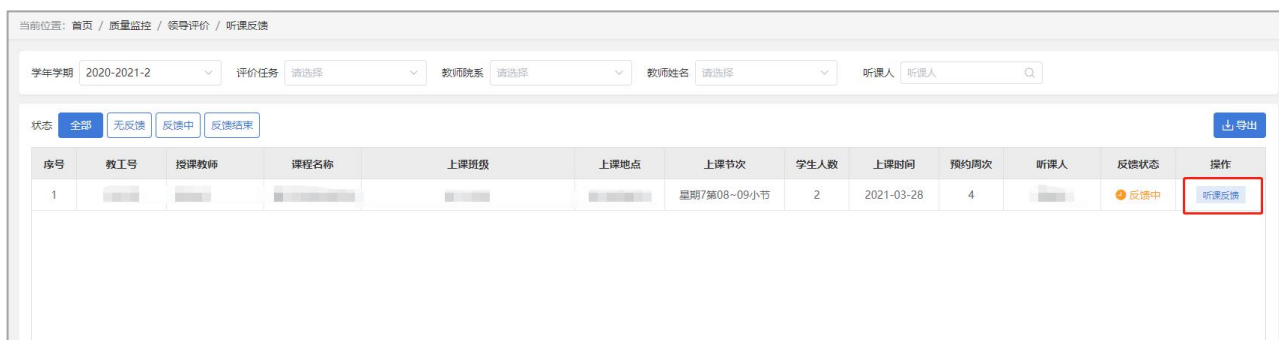 当前位置：首页 / 质量监控 / 领导评价 / 听课反馈
学年学期 2020-2021-2 评价任务 请选择 教师院系 请选择 教师姓名 请选择 听课人 听课人
状态 全部 无反馈 反馈中 反馈结束 导出
序号 教工号 授课教师 课程名称 上课班级 上课地点 上课节次 学生人数 上课时间 预约周次 听课人 反馈状态 操作
1 星期7第08~09小节 2 2021-03-28 4 反馈中 听课反馈